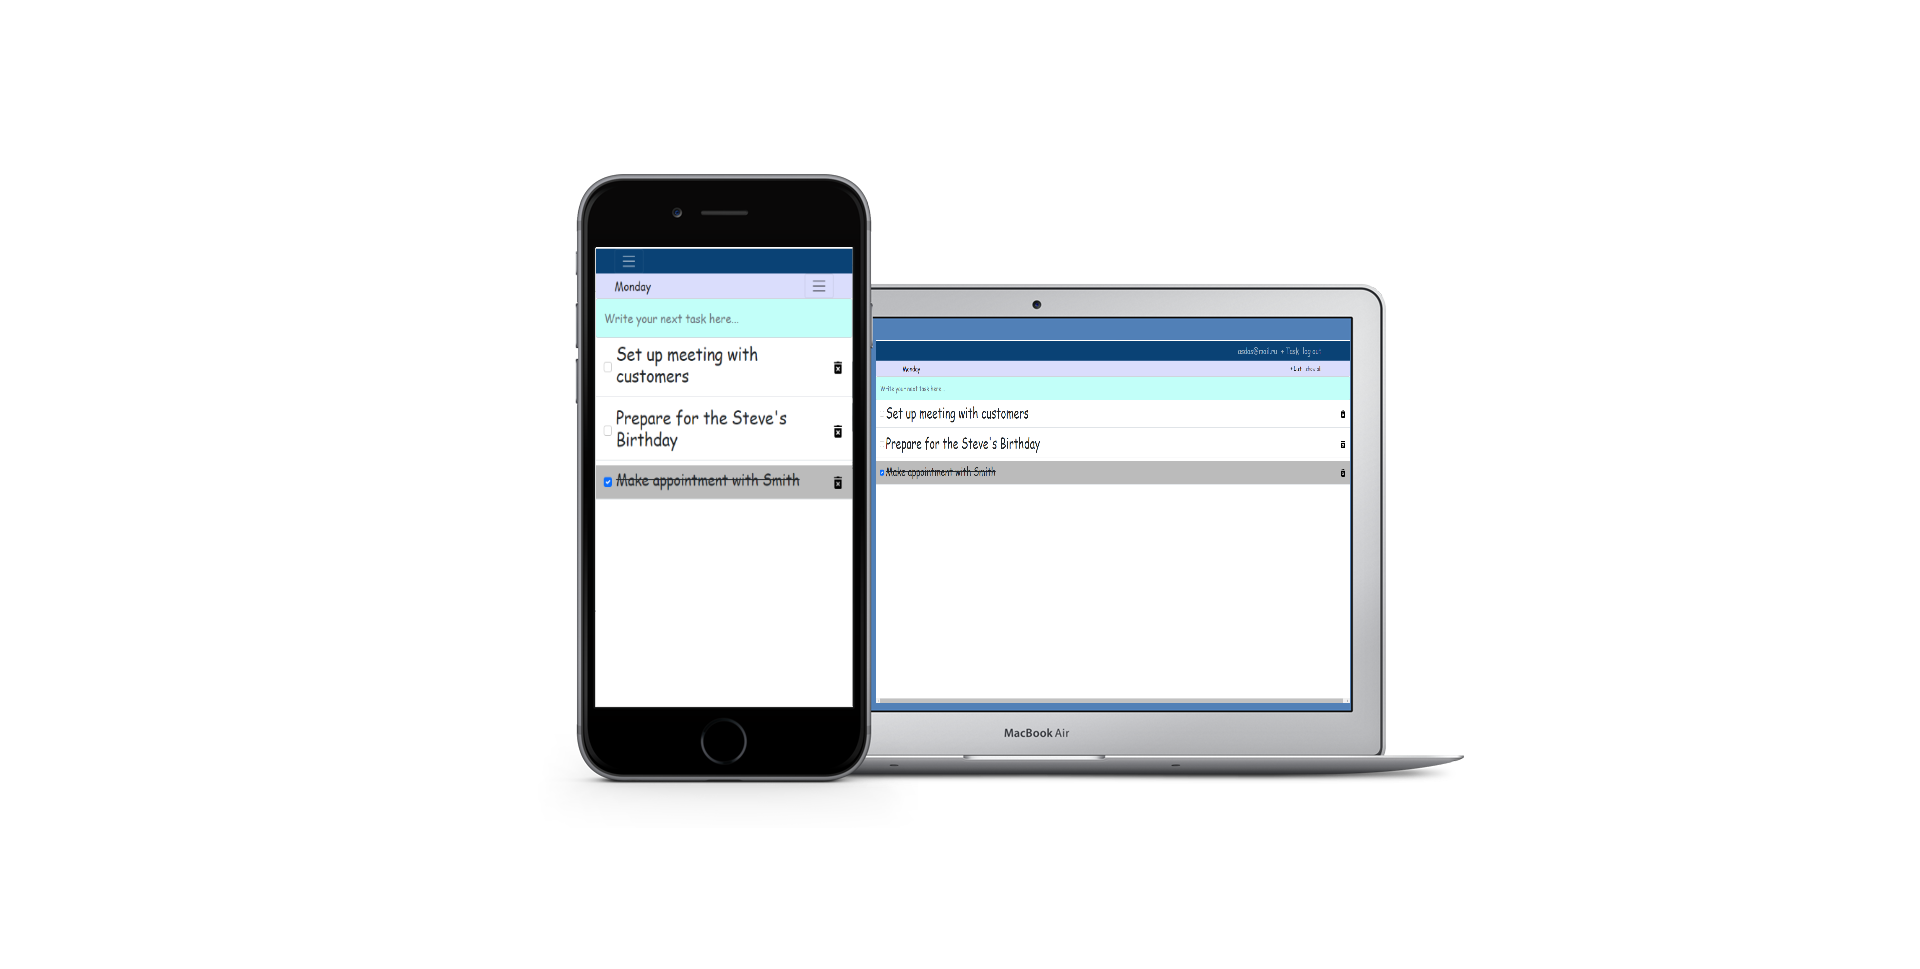 Monday
Write your next task here...
Set up meeting with
customers
Prepare for the Steve's
Birthday
Make appointment with Smith
+ Task log out
Monday
Write your next task here...
Set up meeting with customers
Prepare for the Steve's Birthday
Make appointment with Smith
MacBook Air